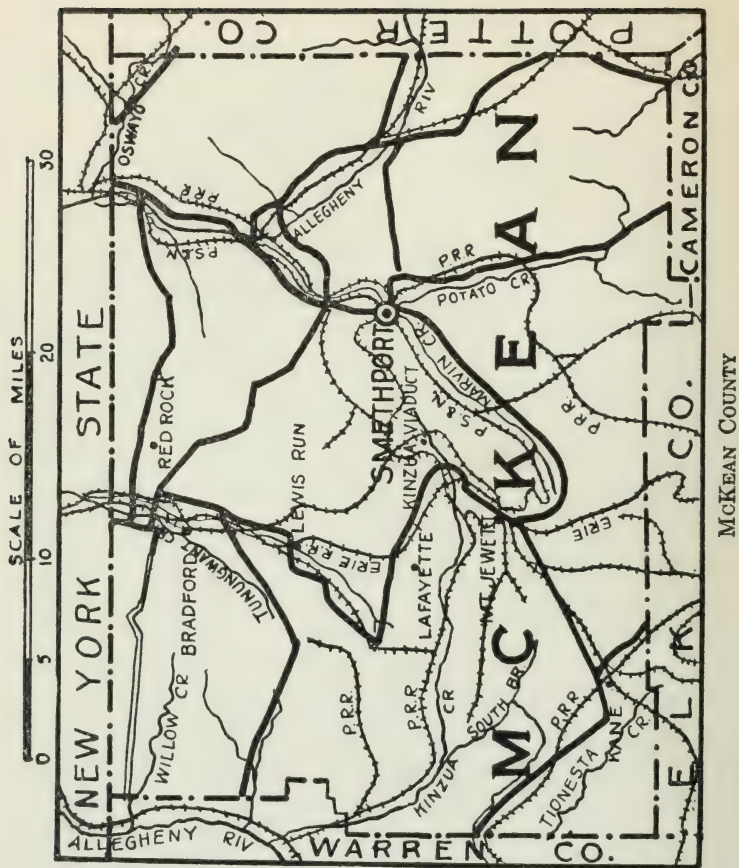 SCALE OF MILES
0 5 10 20 30
NEW YORK STATE
ALLEGHENY RIV
WILLOW CR
BRADFORD
TUNUNGWANT CR
RED ROCK
P.S.&N.
P.R.R
OSWAYO CR.
POTTER CO.
LEWIS RUN
ERIE R.R.
ALLEGHENY RIV
P.R.R
P.R.R
LAFAYETTE
KINZUA VIADUCT
SMETHPORT
KINZUA CR
SOUTH BR.
MT. JEWETT
P.S.&N.
MARVIN CR.
POTATO CR.
P.R.R
MCKEAN
WARREN CO.
TIONESTA CR.
P.R.R
KANE
ERIE
P.R.R
ELK CO.
CAMERON CO
MCKEAN COUNTY